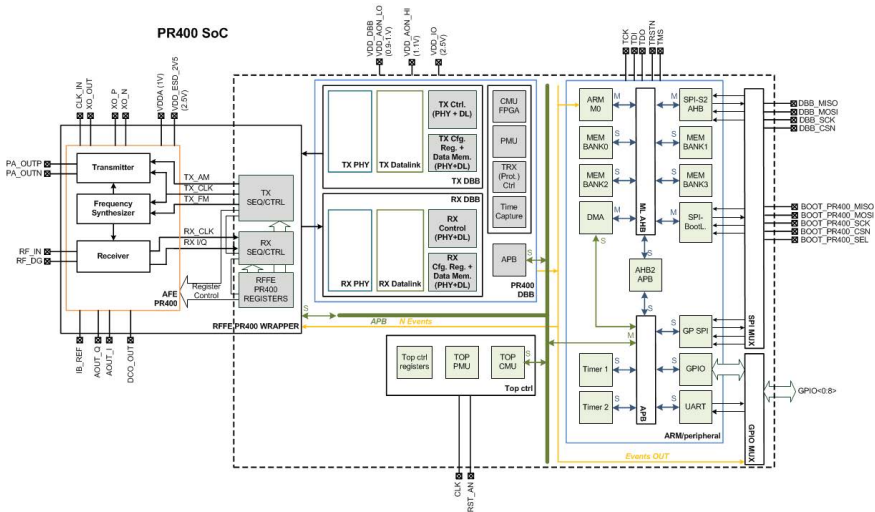 PR400 SoC
VDD_DBB
VDD_AON_LO
(0.9-1.V)
VDD_AON_HI
(1.1V)
VDD_IO
(2.5V)
TCK
TDI
TDO
TRSTN
TMS
CLK_IN
XO_OUT
XO_P
XO_N
VDDA (1V)
VDD_ESD_2V5
(2.5V)
PA_OUTP
PA_OUTN
RF_IN
RF_DG
Transmitter
Frequency
Synthesizer
Receiver
TX_AM
TX_CLK
TX_FM
RX_CLK
RX I/Q
Register
Control
AFE
PR400
TX
SEQ/CTRL
RX
SEQ/CTRL
RFFE
PR400
REGISTERS
S
RFFE PR400 WRAPPER
IB_REF
AOUT_Q
AOUT_I
DCO_OUT
TX PHY
TX Datalink
TX Ctrl.
(PHY + DL)
TX Cfg.
Reg. +
Data Mem.
(PHY+DL)
TX DBB
RX DBB
RX PHY
RX Datalink
RX
Control
(PHY+DL)
RX
Cfg. Reg. +
Data Mem.
(PHY+DL)
CMU
FPGA
PMU
TRX
(Prot.)
Ctrl
Time
Capture
APB
S
PR400
DBB
S
APB
N Events
Top ctrl
registers
TOP
PMU
TOP
CMU
S
Top ctrl
CLK
RST_AN
ARM
M0
M
MEM
BANK0
S
MEM
BANK2
S
DMA
M
S
ML AHB
M
SPI-S2
AHB
S
MEM
BANK1
S
MEM
BANK3
M
SPI-
BootL.
S
AHB2
APB
S
S
M
APB
S
GP SPI
Timer 1
S
S
GPIO
Timer 2
S
S
UART
ARM/peripheral
Events OUT
SPI MUX
GPIO MUX
DBB_MISO
DBB_MOSI
DBB_SCK
DBB_CSN
BOOT_PR400_MISO
BOOT_PR400_MOSI
BOOT_PR400_SCK
BOOT_PR400_CSN
BOOT_PR400_SEL
GPIO<0:8>